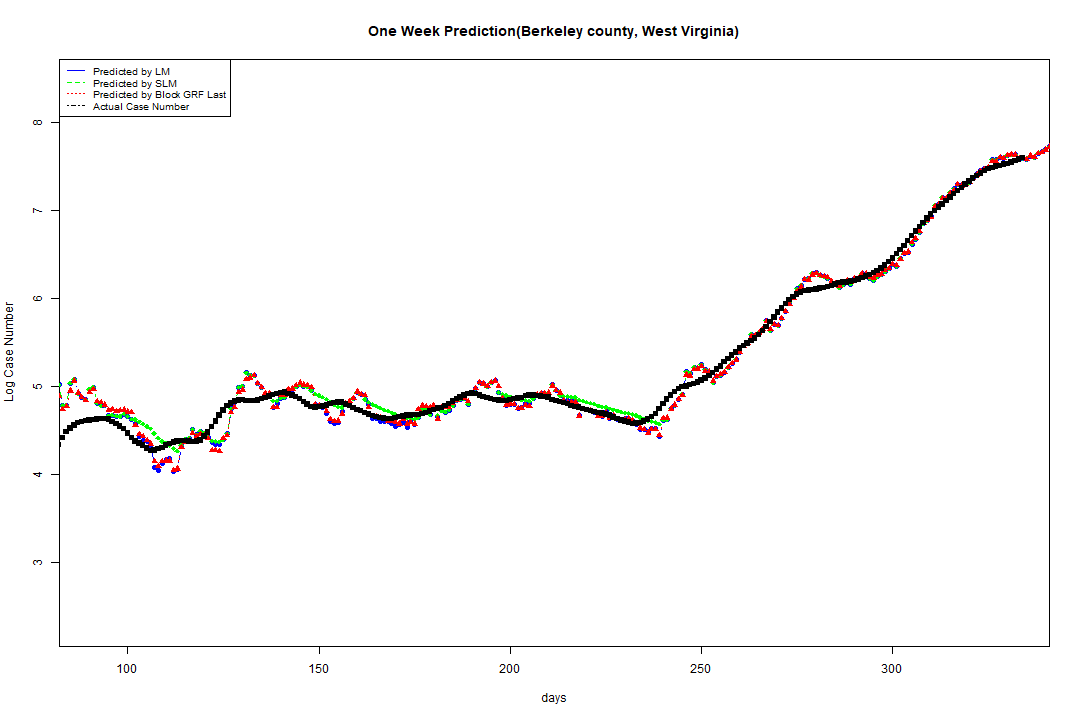 One Week Prediction(Berkeley county, West Virginia)
Predicted by LM
Predicted by SLM
Predicted by Block GRF Last
Actual Case Number
8
7
6
5
4
3
Log Case Number
100 150 200 250 300
days